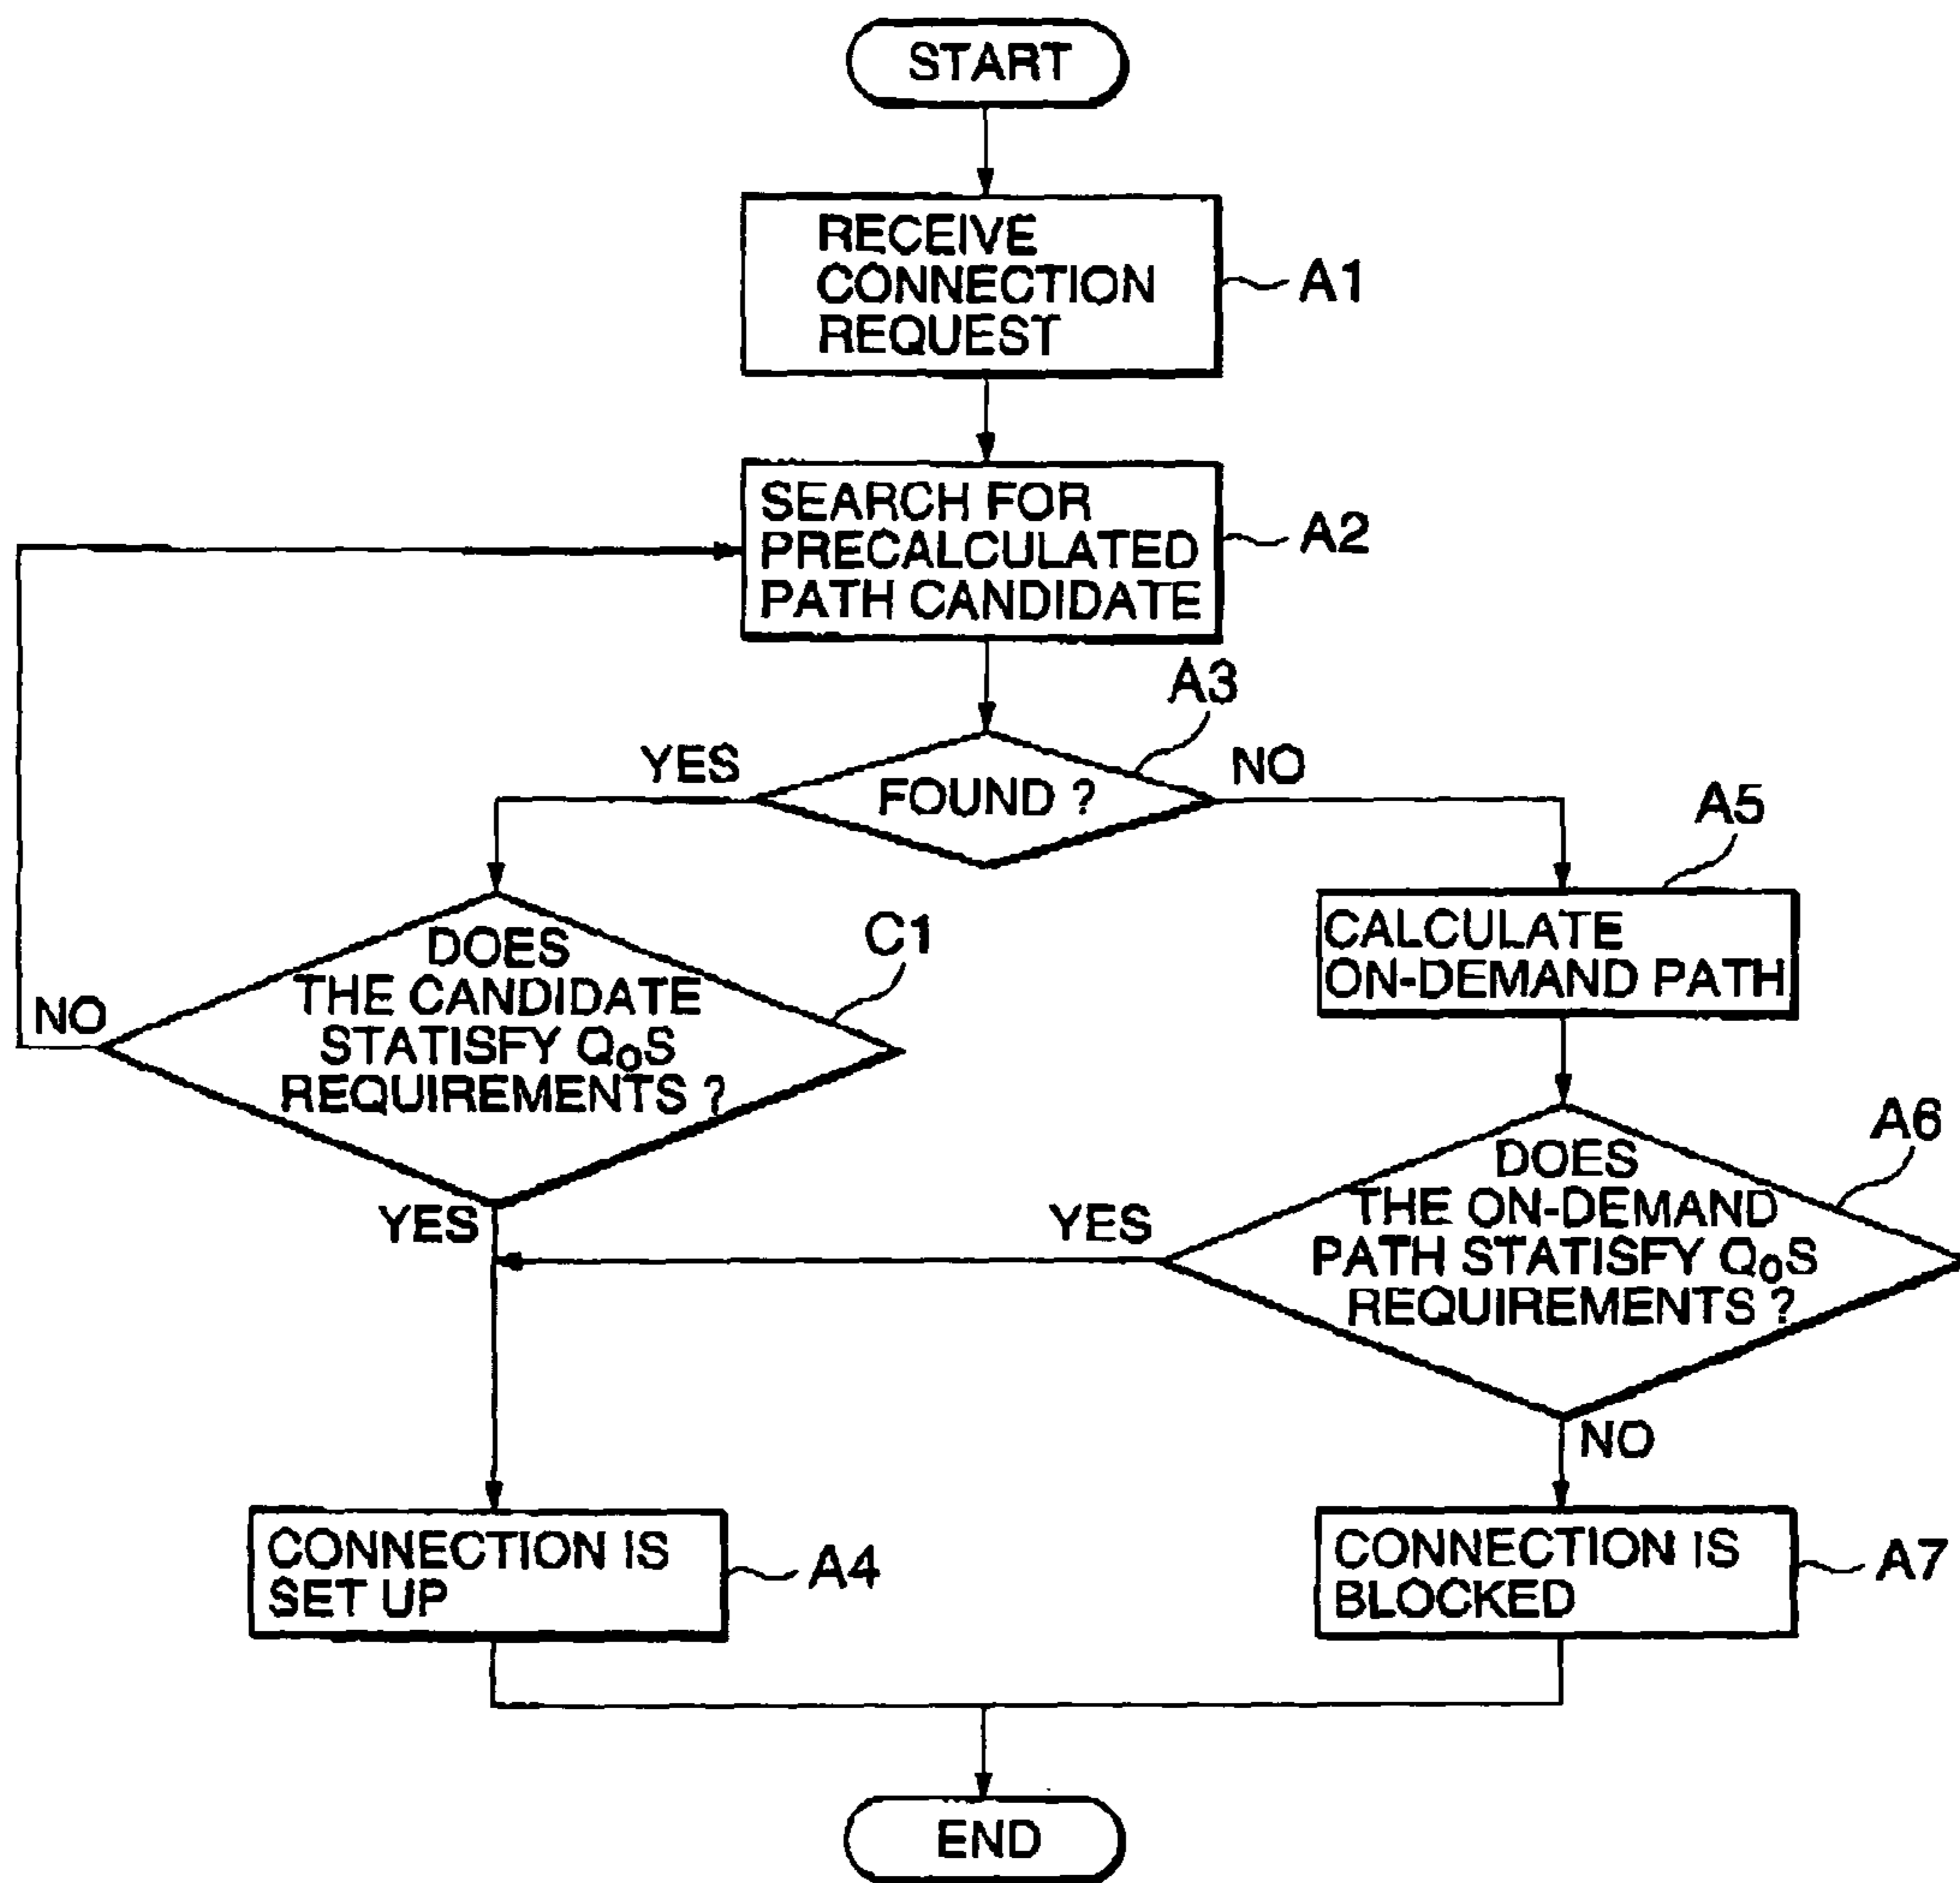 START
RECEIVE
CONNECTION
REQUEST
A1
SEARCH FOR
PRECALCULATED
PATH CANDIDATE
A2
A3
YES
FOUND ?
NO
A5
CALCULATE
ON-DEMAND PATH
C1
DOES
THE CANDIDATE
STATISFY QoS
REQUIREMENTS ?
NO
YES
A6
DOES
THE ON-DEMAND
PATH STATISFY QoS
REQUIREMENTS ?
YES
NO
CONNECTION IS
SET UP
A4
CONNECTION IS
BLOCKED
A7
END